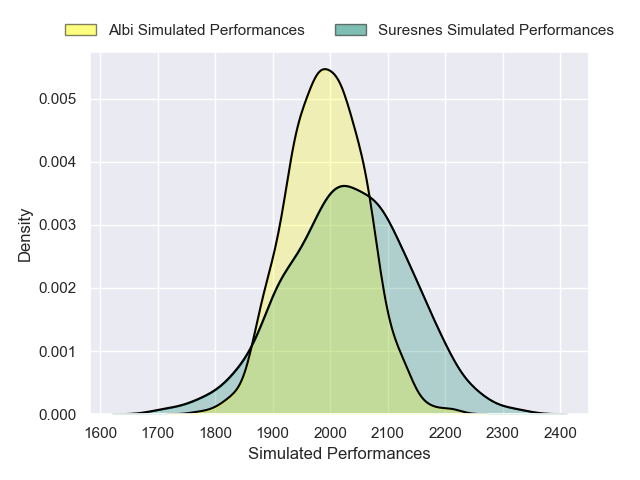 Albi Simulated Performances Suresnes Simulated Performances
0.005
0.004
0.003
0.002
0.001
0.000
Density
1600 1700 1800 1900 2000 2100 2200 2300 2400
Simulated Performances